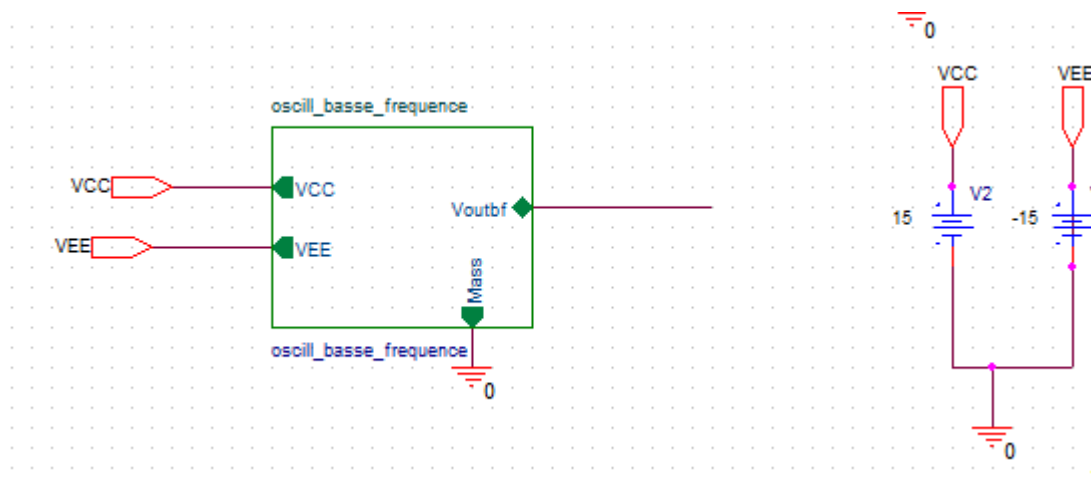 0
VCC
VEE
oscill_basse_frequence
VCC
VCC
Voutbf
V2
15
-15
VEE
VEE
Mass
oscill_basse_frequence
0
0